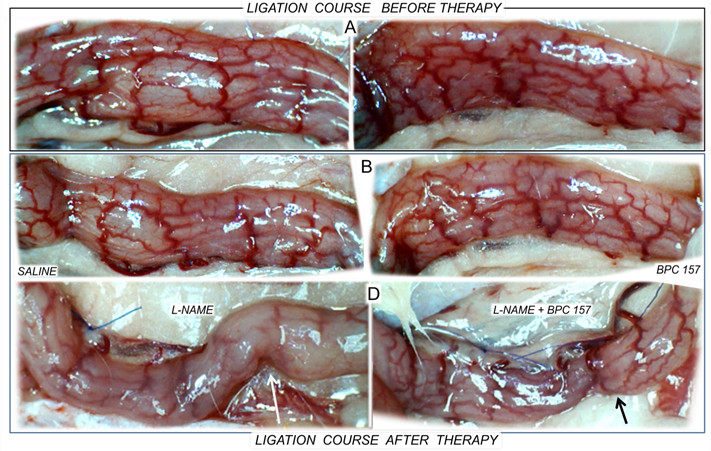 LIGATION COURSE BEFORE THERAPY
A
B
SALINE
BPC 157
L-NAME
D
L-NAME + BPC 157
LIGATION COURSE AFTER THERAPY